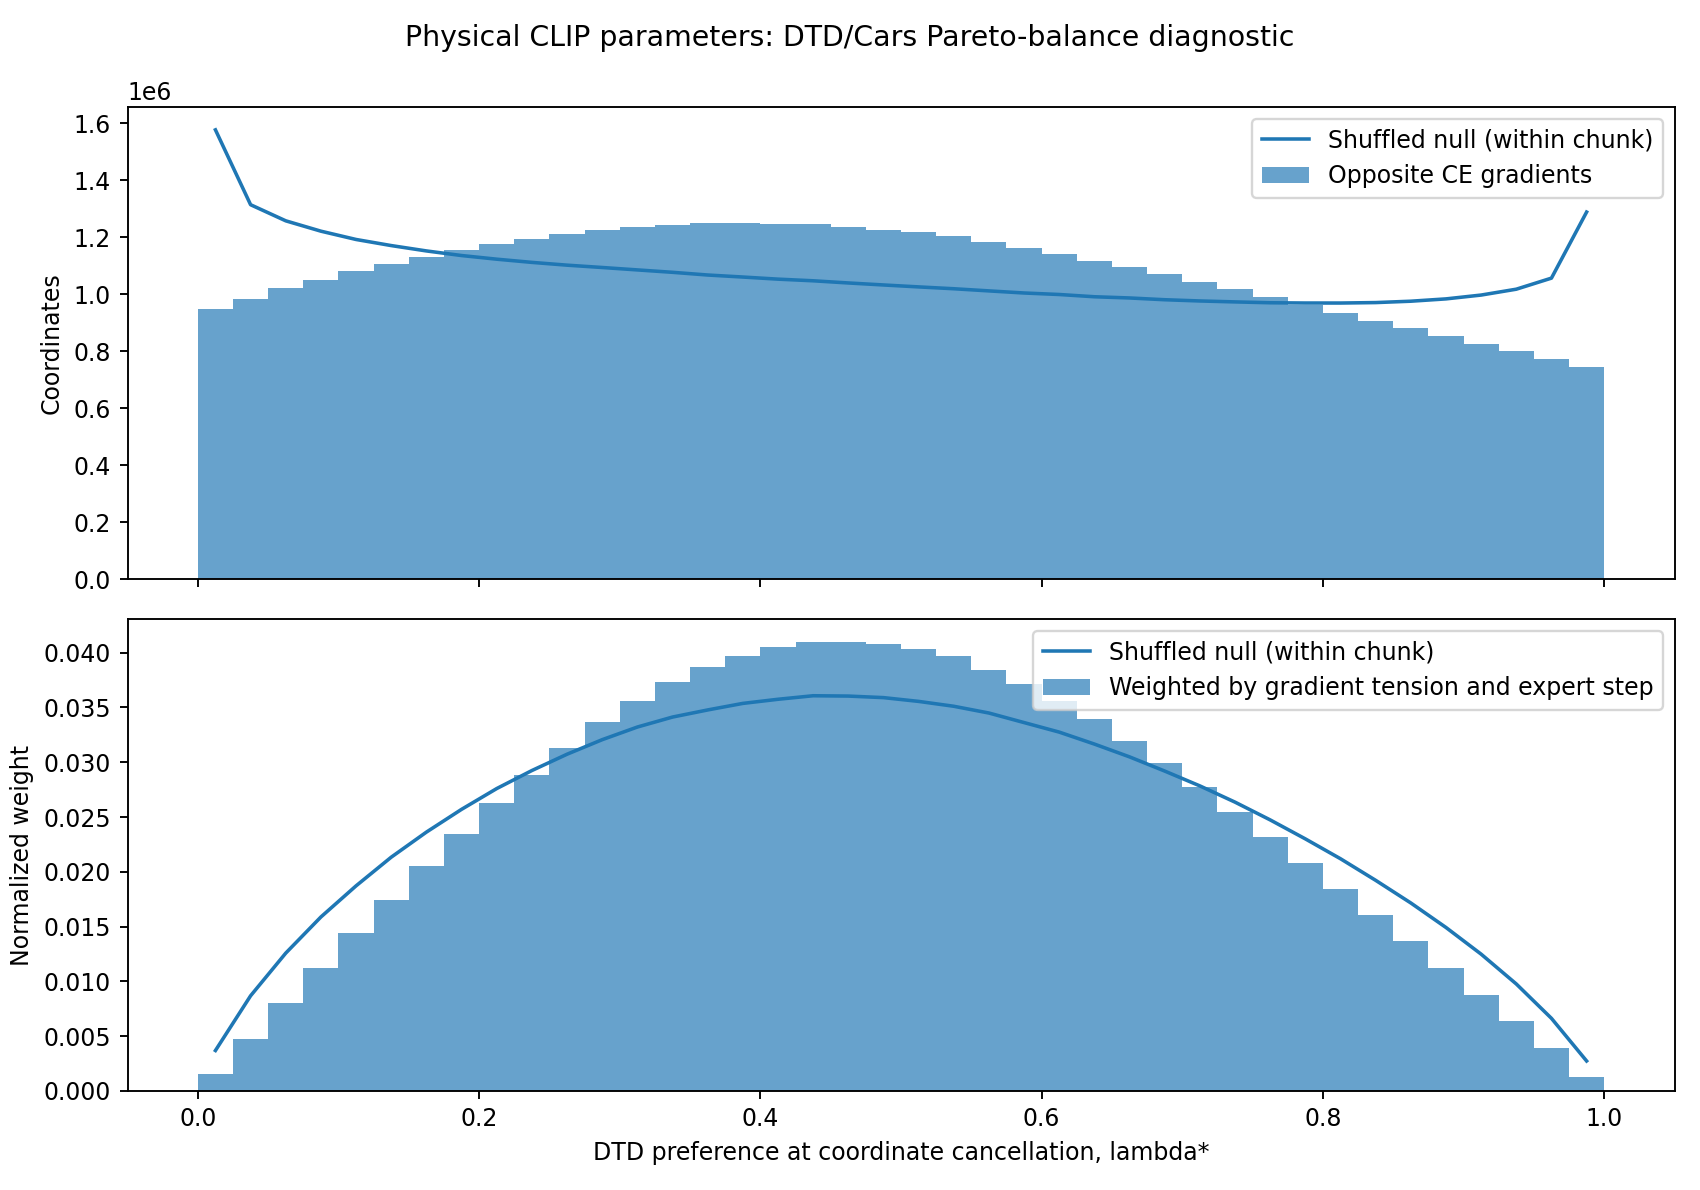 Physical CLIP parameters: DTD/Cars Pareto-balance diagnostic
1e6
1.6
1.4
1.2
1.0
0.8
0.6
0.4
0.2
0.0
Coordinates
Shuffled null (within chunk)
Opposite CE gradients
0.040
0.035
0.030
0.025
0.020
0.015
0.010
0.005
0.000
Normalized weight
Shuffled null (within chunk)
Weighted by gradient tension and expert step
0.0 0.2 0.4 0.6 0.8 1.0
DTD preference at coordinate cancellation, lambda*